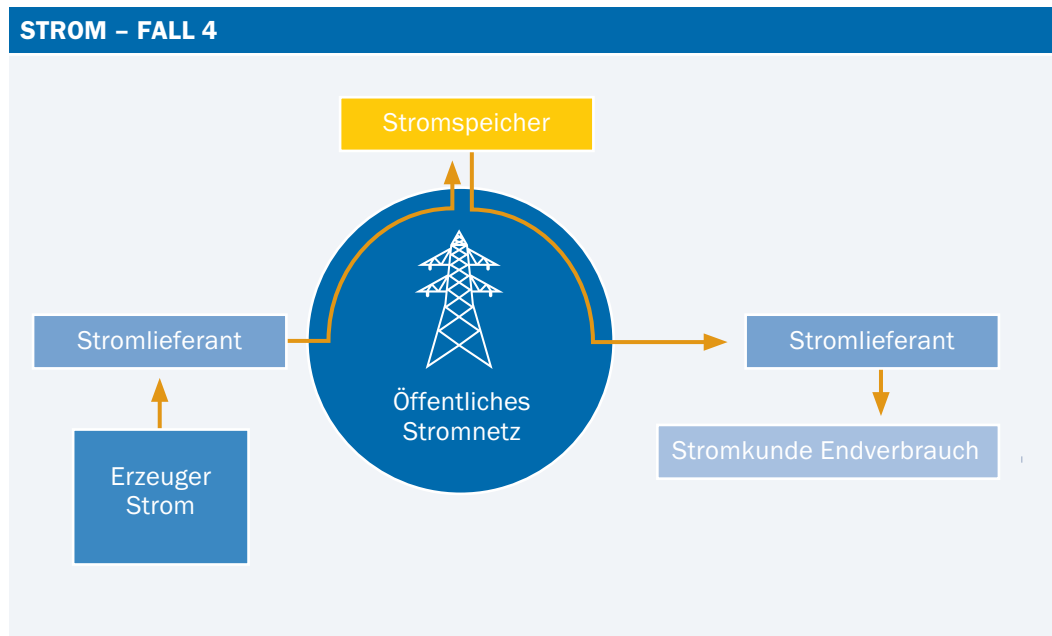 STROM – FALL 4
Stromspeicher
Stromlieferant
Öffentliches
Stromnetz
Erzeuger
Strom
Stromlieferant
Stromkunde Endverbrauch